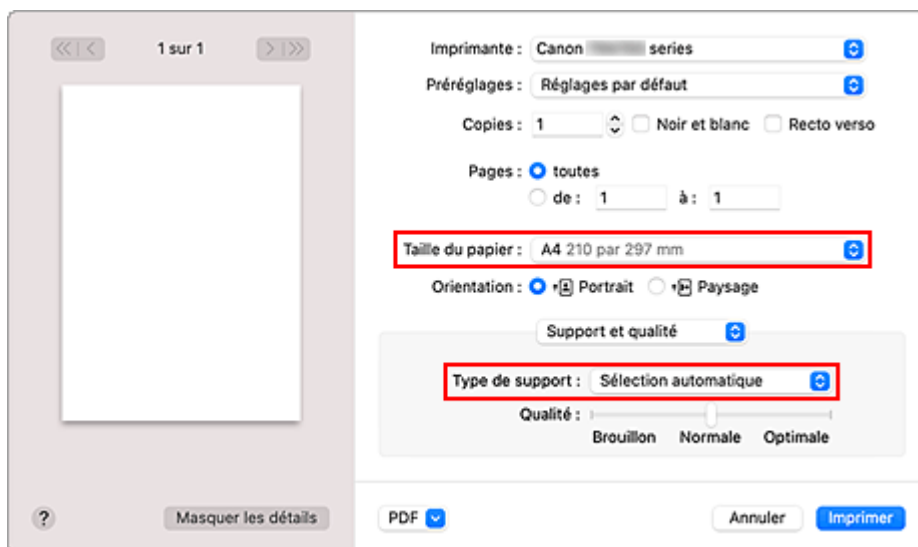 1 sur 1
Imprimante : Canon series
Préréglages : Réglages par défaut
Copies : 1 Noir et blanc Recto verso
Pages : toutes
de : 1 à : 1
Taille du papier : A4 210 par 297 mm
Orientation : Portrait Paysage
Support et qualité
Type de support : Sélection automatique
Qualité :
Brouillon Normale Optimale
? Masquer les détails PDF Annuler Imprimer